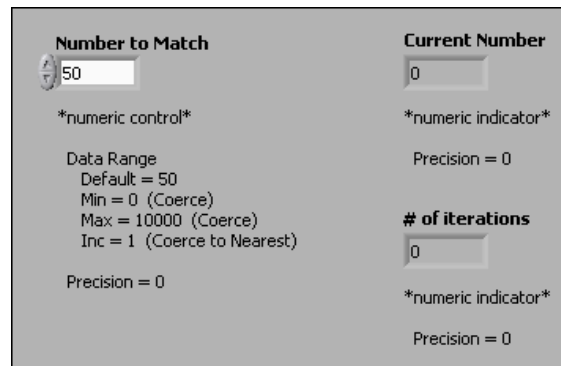 Number to Match
50
*numeric control*
Data Range
Default = 50
Min = 0 (Coerce)
Max = 10000 (Coerce)
Inc = 1 (Coerce to Nearest)
Precision = 0
Current Number
0
*numeric indicator*
Precision = 0
# of iterations
0
*numeric indicator*
Precision = 0